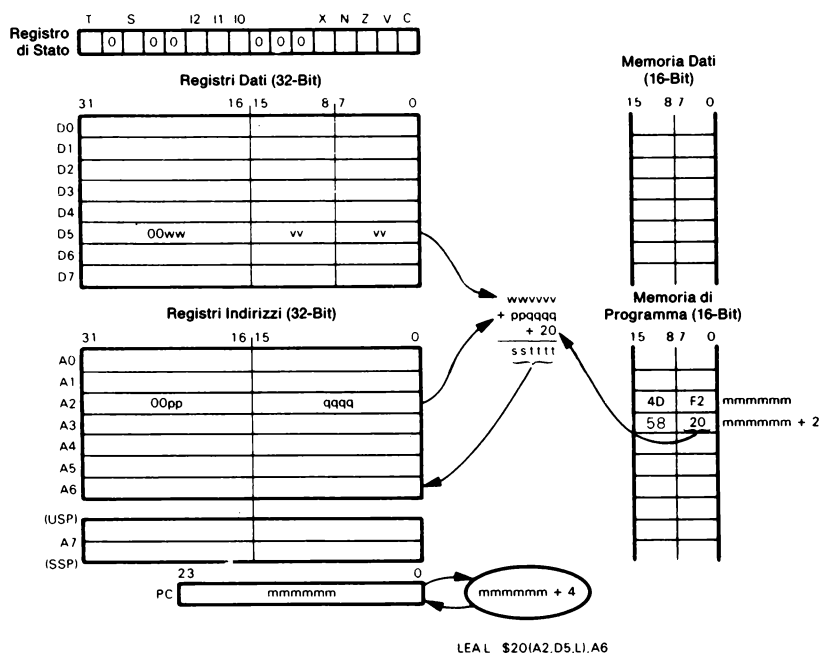 T S I2 I1 I0 X N Z V C
Registro
di Stato
0 0 0 0 0 0
Registri Dati (32-Bit)
31 16 15 8 7 0
D0
D1
D2
D3
D4
D5 00ww vv vv
D6
D7
Memoria Dati
(16-Bit)
15 8 7 0
wwvvvv
+ ppqqqq
+ 20
sstttt
Registri Indirizzi (32-Bit)
31 16 15 0
A0
A1
A2 00pp qqqq
A3
A4
A5
A6
(USP)
A7
(SSP)
Memoria di
Programma (16-Bit)
15 8 7 0
4D F2 mmmmmm
58 20 mmmmmm + 2
23 0
PC mmmmmm
mmmmmm + 4
LEA L $20(A2,D5,L),A6